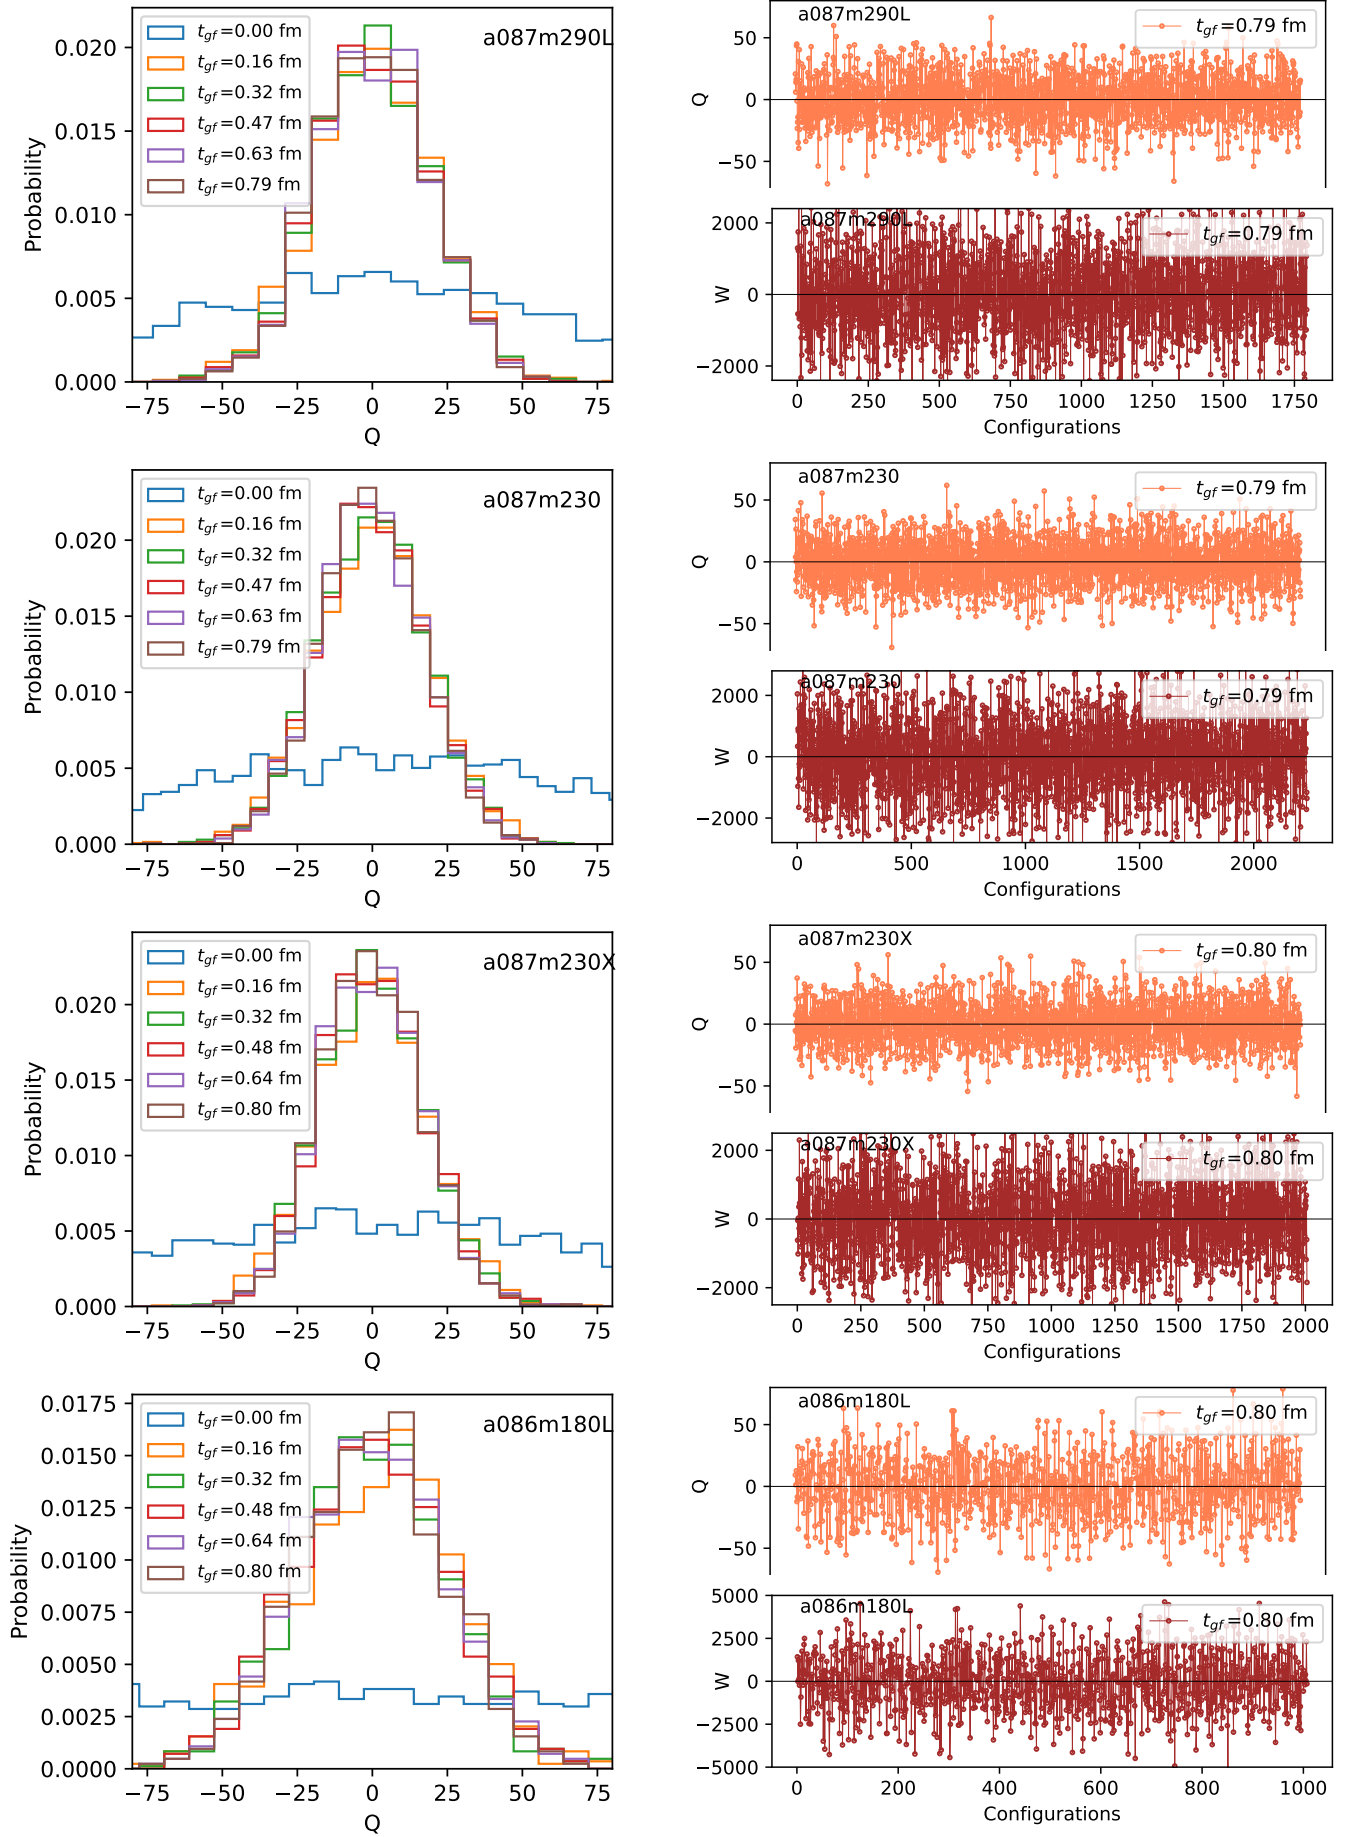 a087m290L
t_gf=0.00 fm
t_gf=0.16 fm
t_gf=0.32 fm
t_gf=0.47 fm
t_gf=0.63 fm
t_gf=0.79 fm
0.020
0.015
0.010
0.005
0.000
Probability
−75 −50 −25 0 25 50 75
Q
a087m290L
t_gf=0.79 fm
50
0
−50
Q
a087m290L
t_gf=0.79 fm
2000
0
−2000
W
0 250 500 750 1000 1250 1500 1750
Configurations
a087m230
t_gf=0.00 fm
t_gf=0.16 fm
t_gf=0.32 fm
t_gf=0.47 fm
t_gf=0.63 fm
t_gf=0.79 fm
0.020
0.015
0.010
0.005
0.000
Probability
−75 −50 −25 0 25 50 75
Q
a087m230
t_gf=0.79 fm
50
0
−50
Q
a087m230
t_gf=0.79 fm
2000
0
−2000
W
0 500 1000 1500 2000
Configurations
a087m230X
t_gf=0.00 fm
t_gf=0.16 fm
t_gf=0.32 fm
t_gf=0.48 fm
t_gf=0.64 fm
t_gf=0.80 fm
0.020
0.015
0.010
0.005
0.000
Probability
−75 −50 −25 0 25 50 75
Q
a087m230X
t_gf=0.80 fm
50
0
−50
Q
a087m230X
t_gf=0.80 fm
2000
0
−2000
W
0 250 500 750 1000 1250 1500 1750 2000
Configurations
a086m180L
t_gf=0.00 fm
t_gf=0.16 fm
t_gf=0.32 fm
t_gf=0.48 fm
t_gf=0.64 fm
t_gf=0.80 fm
0.0175
0.0150
0.0125
0.0100
0.0075
0.0050
0.0025
0.0000
Probability
−75 −50 −25 0 25 50 75
Q
a086m180L
t_gf=0.80 fm
50
0
−50
Q
a086m180L
t_gf=0.80 fm
5000
2500
0
−2500
−5000
W
0 200 400 600 800 1000
Configurations